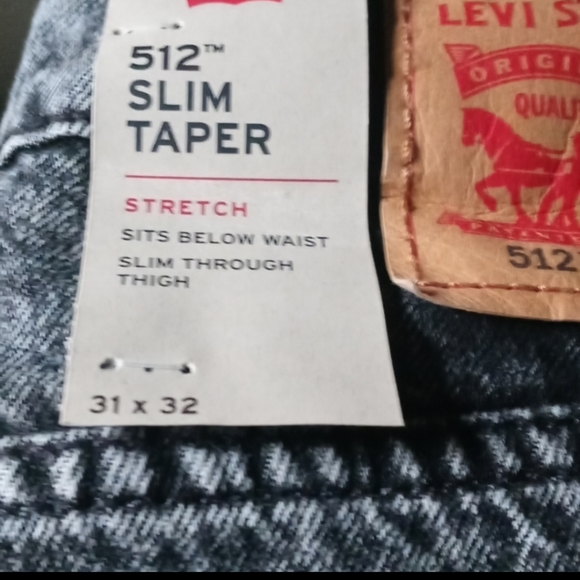 512™
SLIM
TAPER
STRETCH
SITS BELOW WAIST
SLIM THROUGH
THIGH
31 x 32
LEVI S
ORIGI
QUALI
512